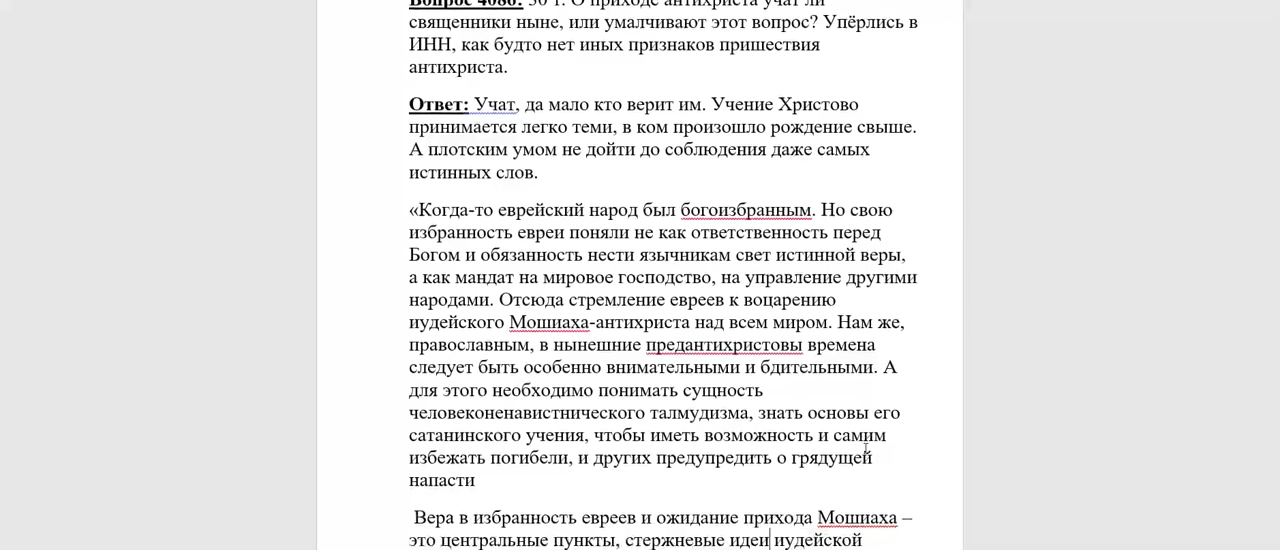 Вопрос 4086: 30 г. О приходе антихриста учат ли
священники ныне, или умалчивают этот вопрос? Упёрлись в
ИНН, как будто нет иных признаков пришествия
антихриста.
Ответ: Учат, да мало кто верит им. Учение Христово
принимается легко теми, в ком произошло рождение свыше.
А плотским умом не дойти до соблюдения даже самых
истинных слов.
«Когда-то еврейский народ был богоизбранным. Но свою
избранность евреи поняли не как ответственность перед
Богом и обязанность нести язычникам свет истинной веры,
а как мандат на мировое господство, на управление другими
народами. Отсюда стремление евреев к воцарению
иудейского Мошиаха-антихриста над всем миром. Нам же,
православным, в нынешние предантихристовы времена
следует быть особенно внимательными и бдительными. А
для этого необходимо понимать сущность
человеконенавистнического талмудизма, знать основы его
сатанинского учения, чтобы иметь возможность и самим
избежать погибели, и других предупредить о грядущей
напасти
Вера в избранность евреев и ожидание прихода Мошиаха –
это центральные пункты, стержневые идеи иудейской